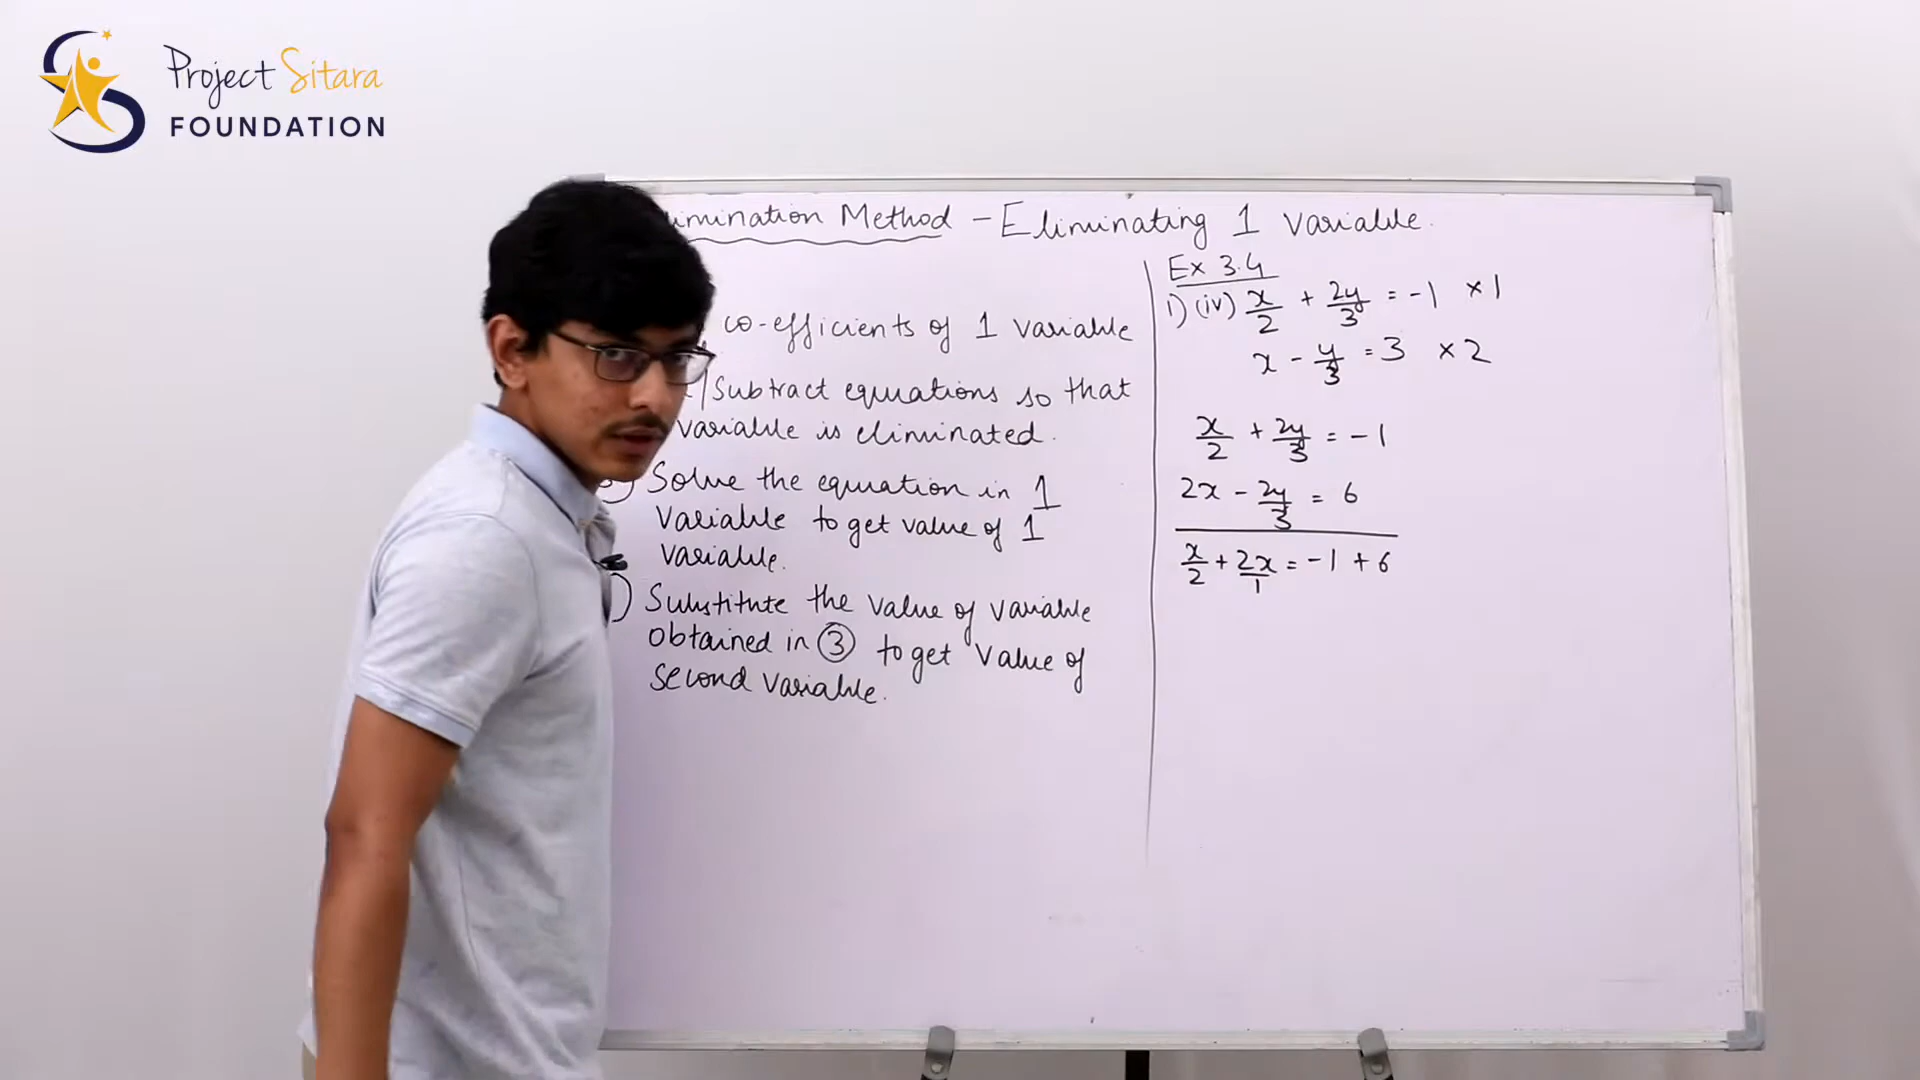 Project Sitara
FOUNDATION
Method - Eliminating 1 variable.
co-efficients of 1 variable
/Subtract equations so that
variable is eliminated.
Solve the equation in 1
variable to get value of 1
variable.
) Substitute the value of variable
obtained in ③ to get value of
second variable.
Ex 3.4
1) (iv) x/2 + 2y/3 = -1 ×1
x - y/3 = 3 ×2
x/2 + 2y/3 = -1
2x - 2y/3 = 6
x/2 + 2x/1 = -1 + 6